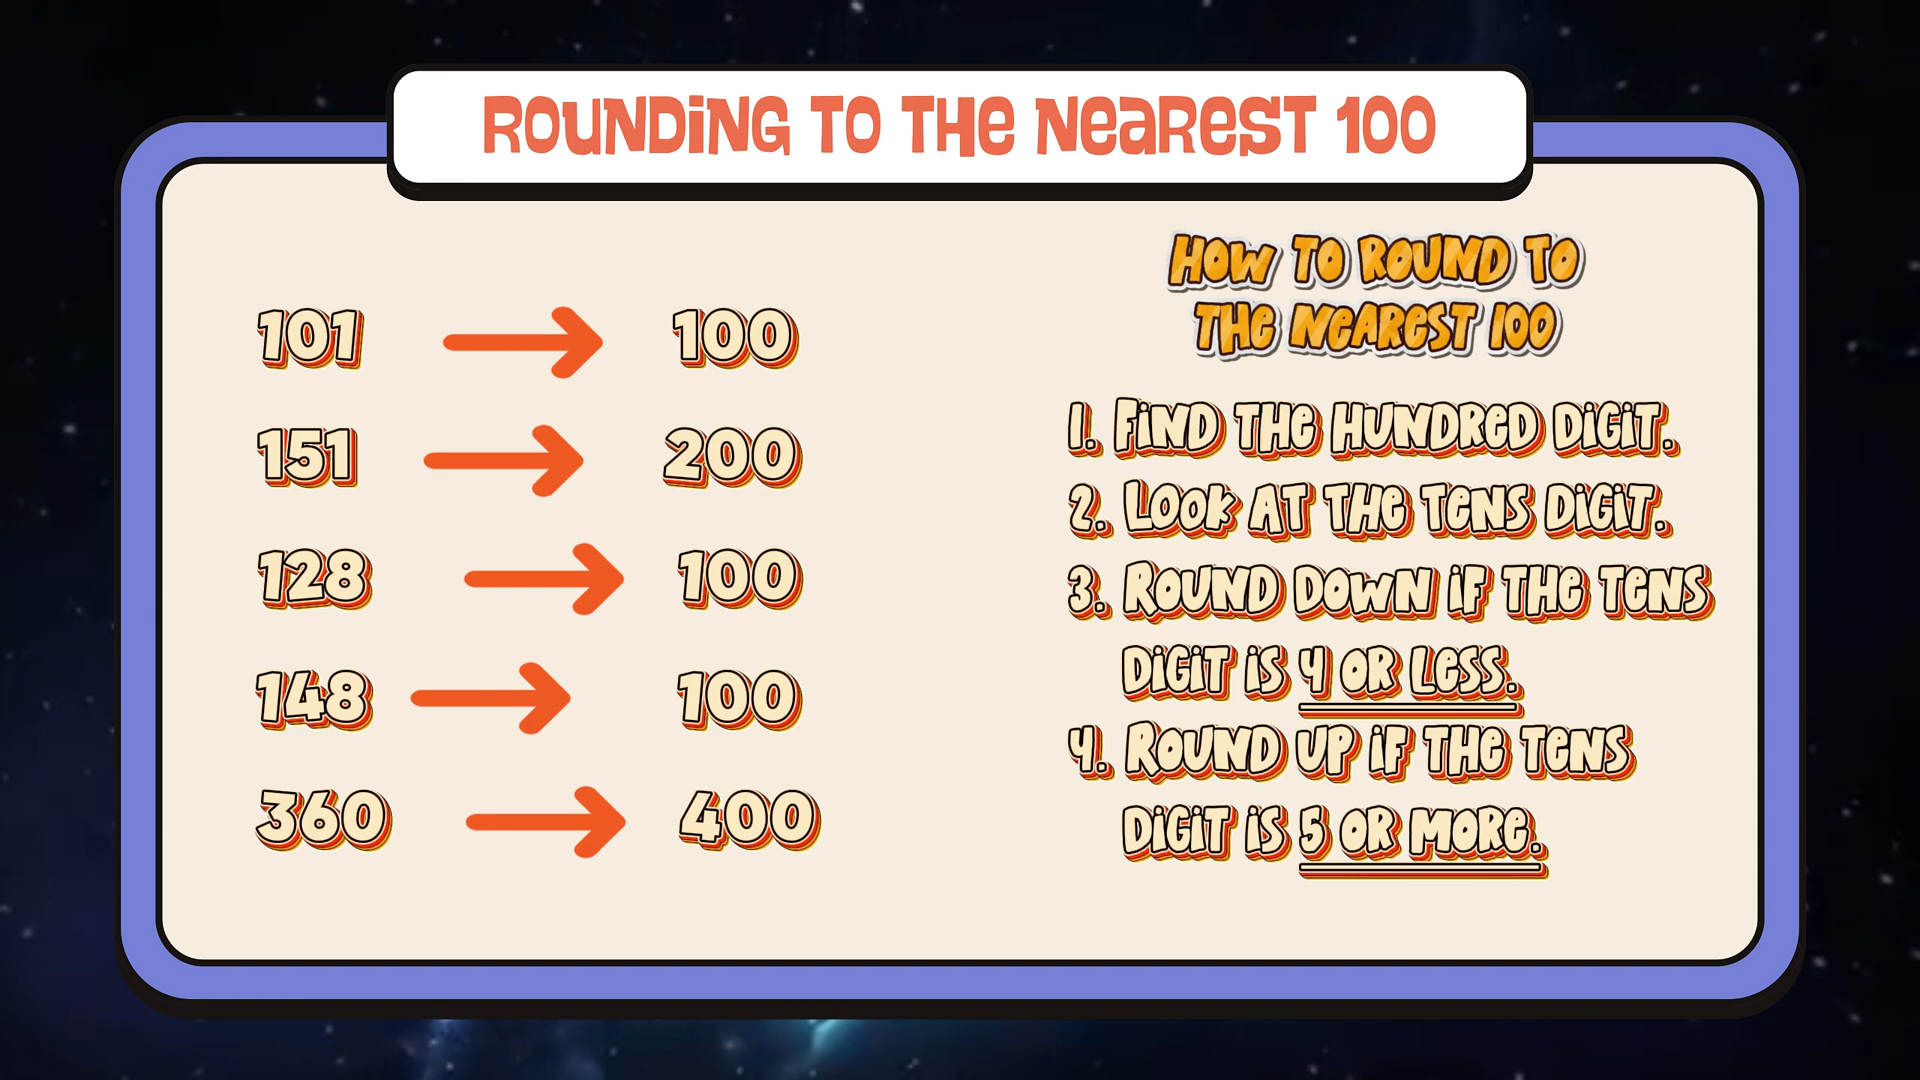 ROUNDING TO THE NEAREST 100
101 → 100
151 → 200
128 → 100
148 → 100
360 → 400
HOW TO ROUND TO
THE NEAREST 100
1. FIND THE HUNDRED DIGIT.
2. LOOK AT THE TENS DIGIT.
3. ROUND DOWN IF THE TENS
DIGIT IS 4 OR LESS.
4. ROUND UP IF THE TENS
DIGIT IS 5 OR MORE.